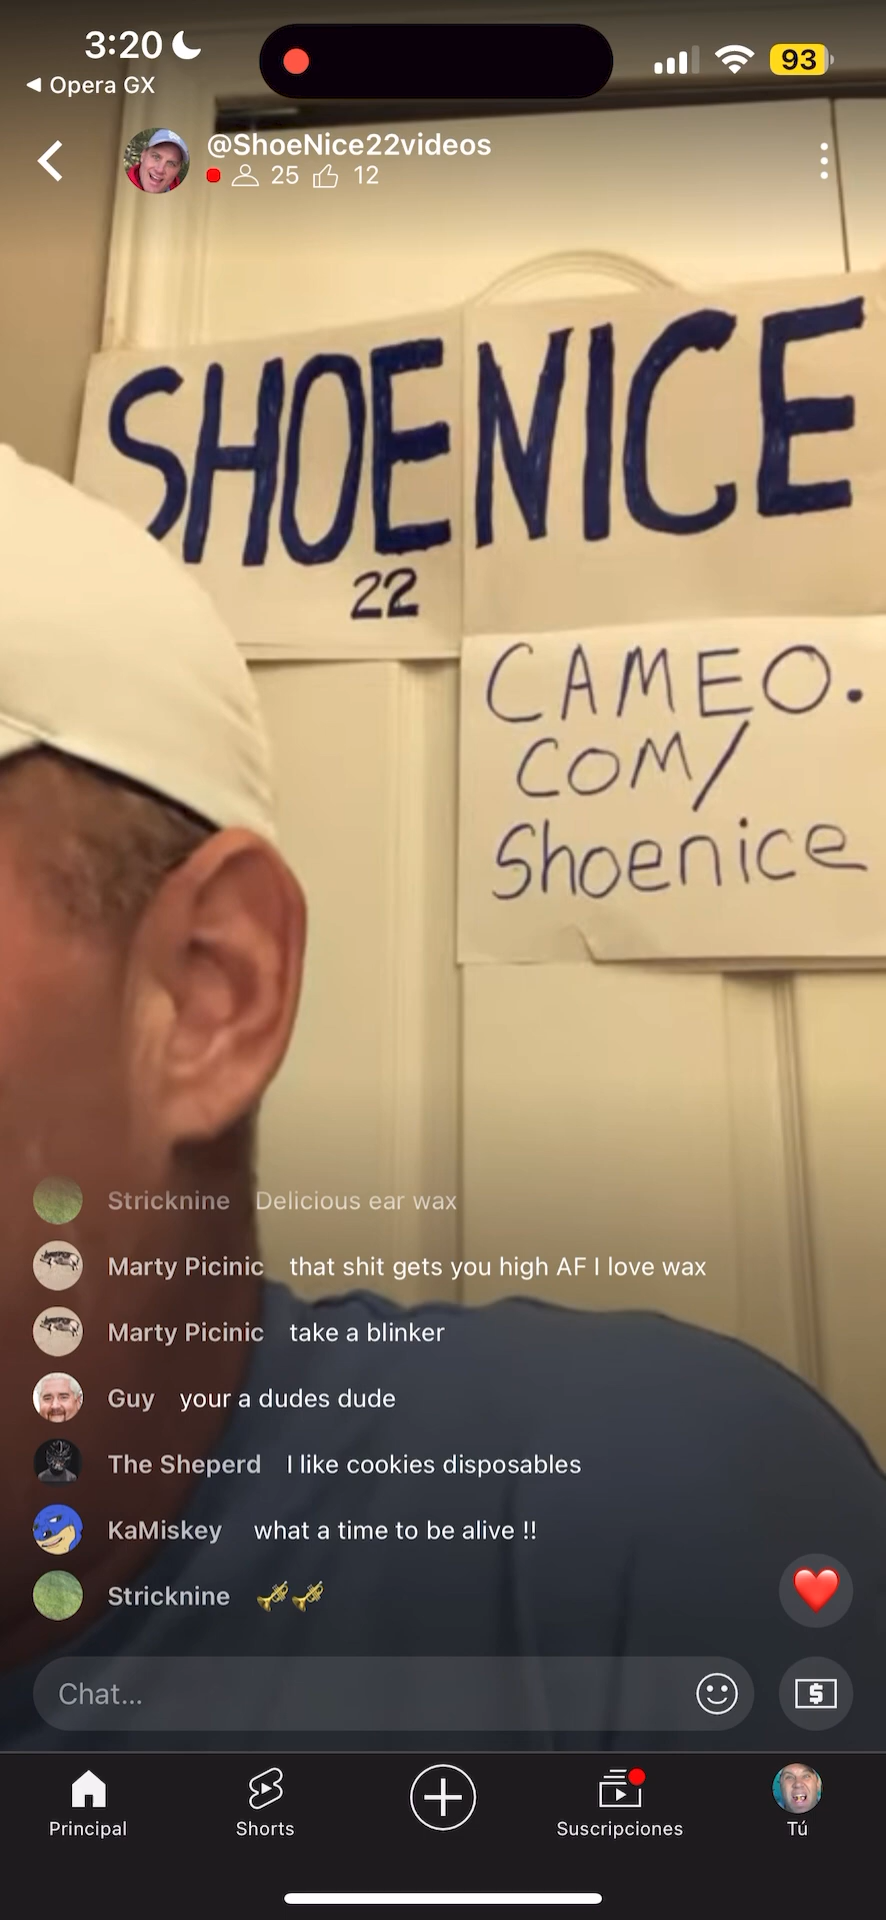 3:20
93
◀ Opera GX
@ShoeNice22videos
25 12
SHOENICE
22
CAMEO.
COM/
Shoenice
Stricknine Delicious ear wax
Marty Picinic that shit gets you high AF I love wax
Marty Picinic take a blinker
Guy your a dudes dude
The Sheperd I like cookies disposables
KaMiskey what a time to be alive !!
Stricknine 🎺🎺
Chat...
Principal
Shorts
Suscripciones
Tú